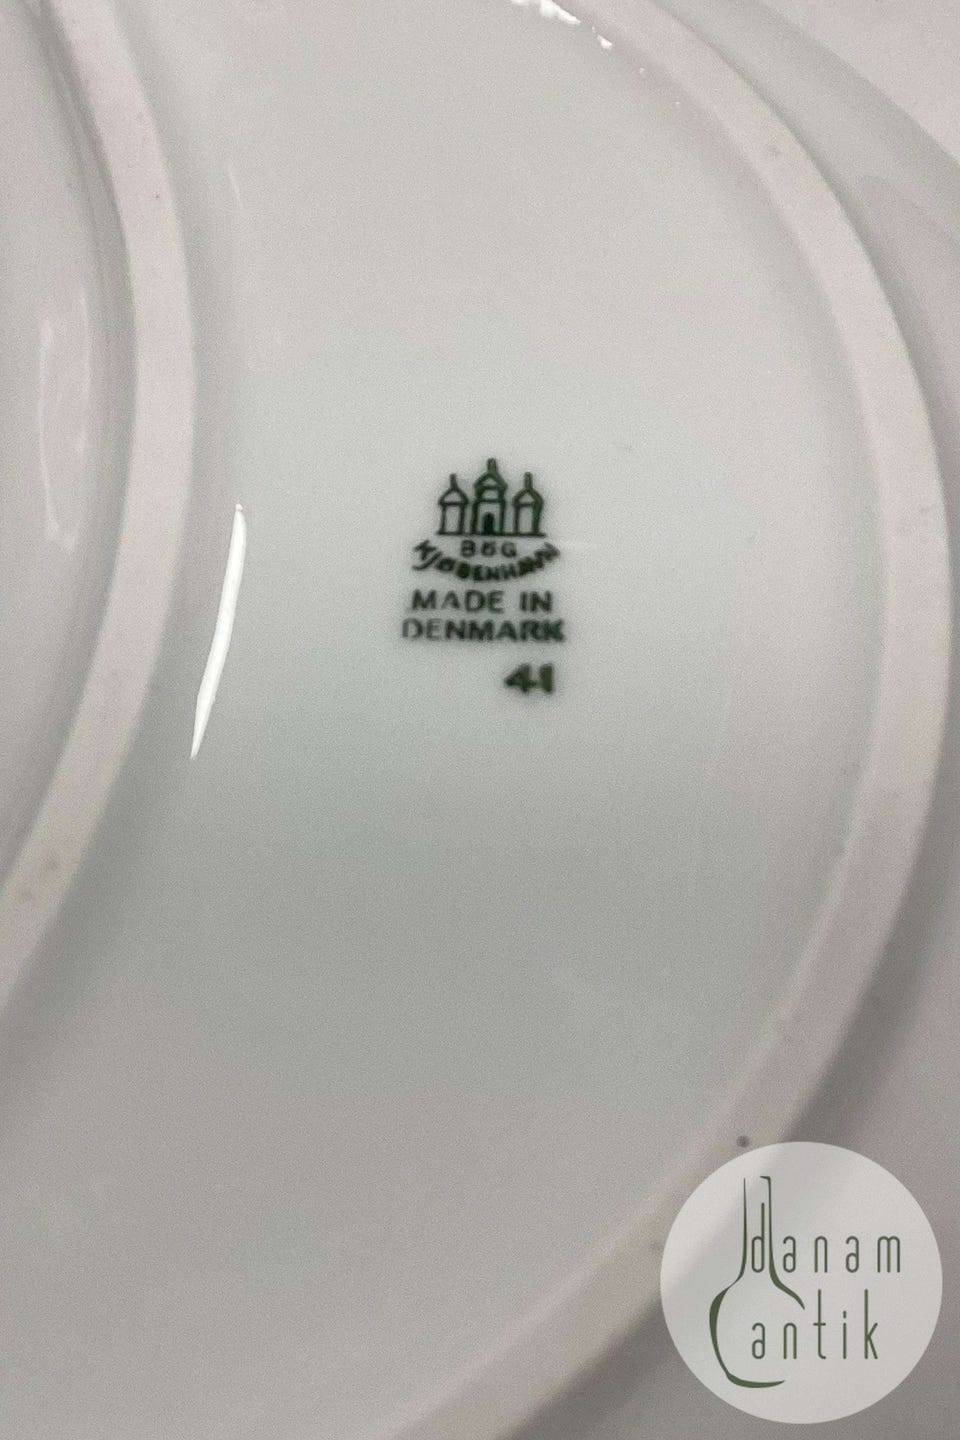 B&G
KJØBENHAVN
MADE IN
DENMARK
41
danam
antik